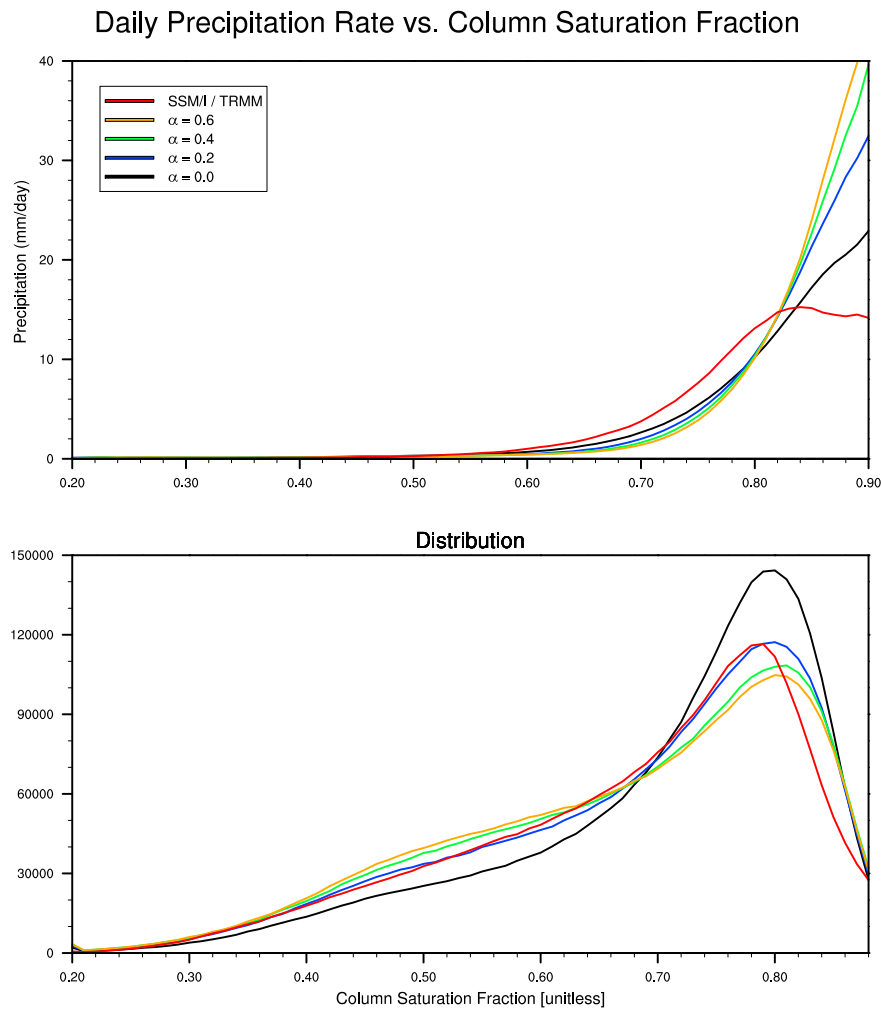 Daily Precipitation Rate vs. Column Saturation Fraction
40
30
20
10
0
Precipitation (mm/day)
SSM/I / TRMM
α = 0.6
α = 0.4
α = 0.2
α = 0.0
0.20 0.30 0.40 0.50 0.60 0.70 0.80 0.90
Distribution
150000
120000
90000
60000
30000
0
0.20 0.30 0.40 0.50 0.60 0.70 0.80
Column Saturation Fraction [unitless]